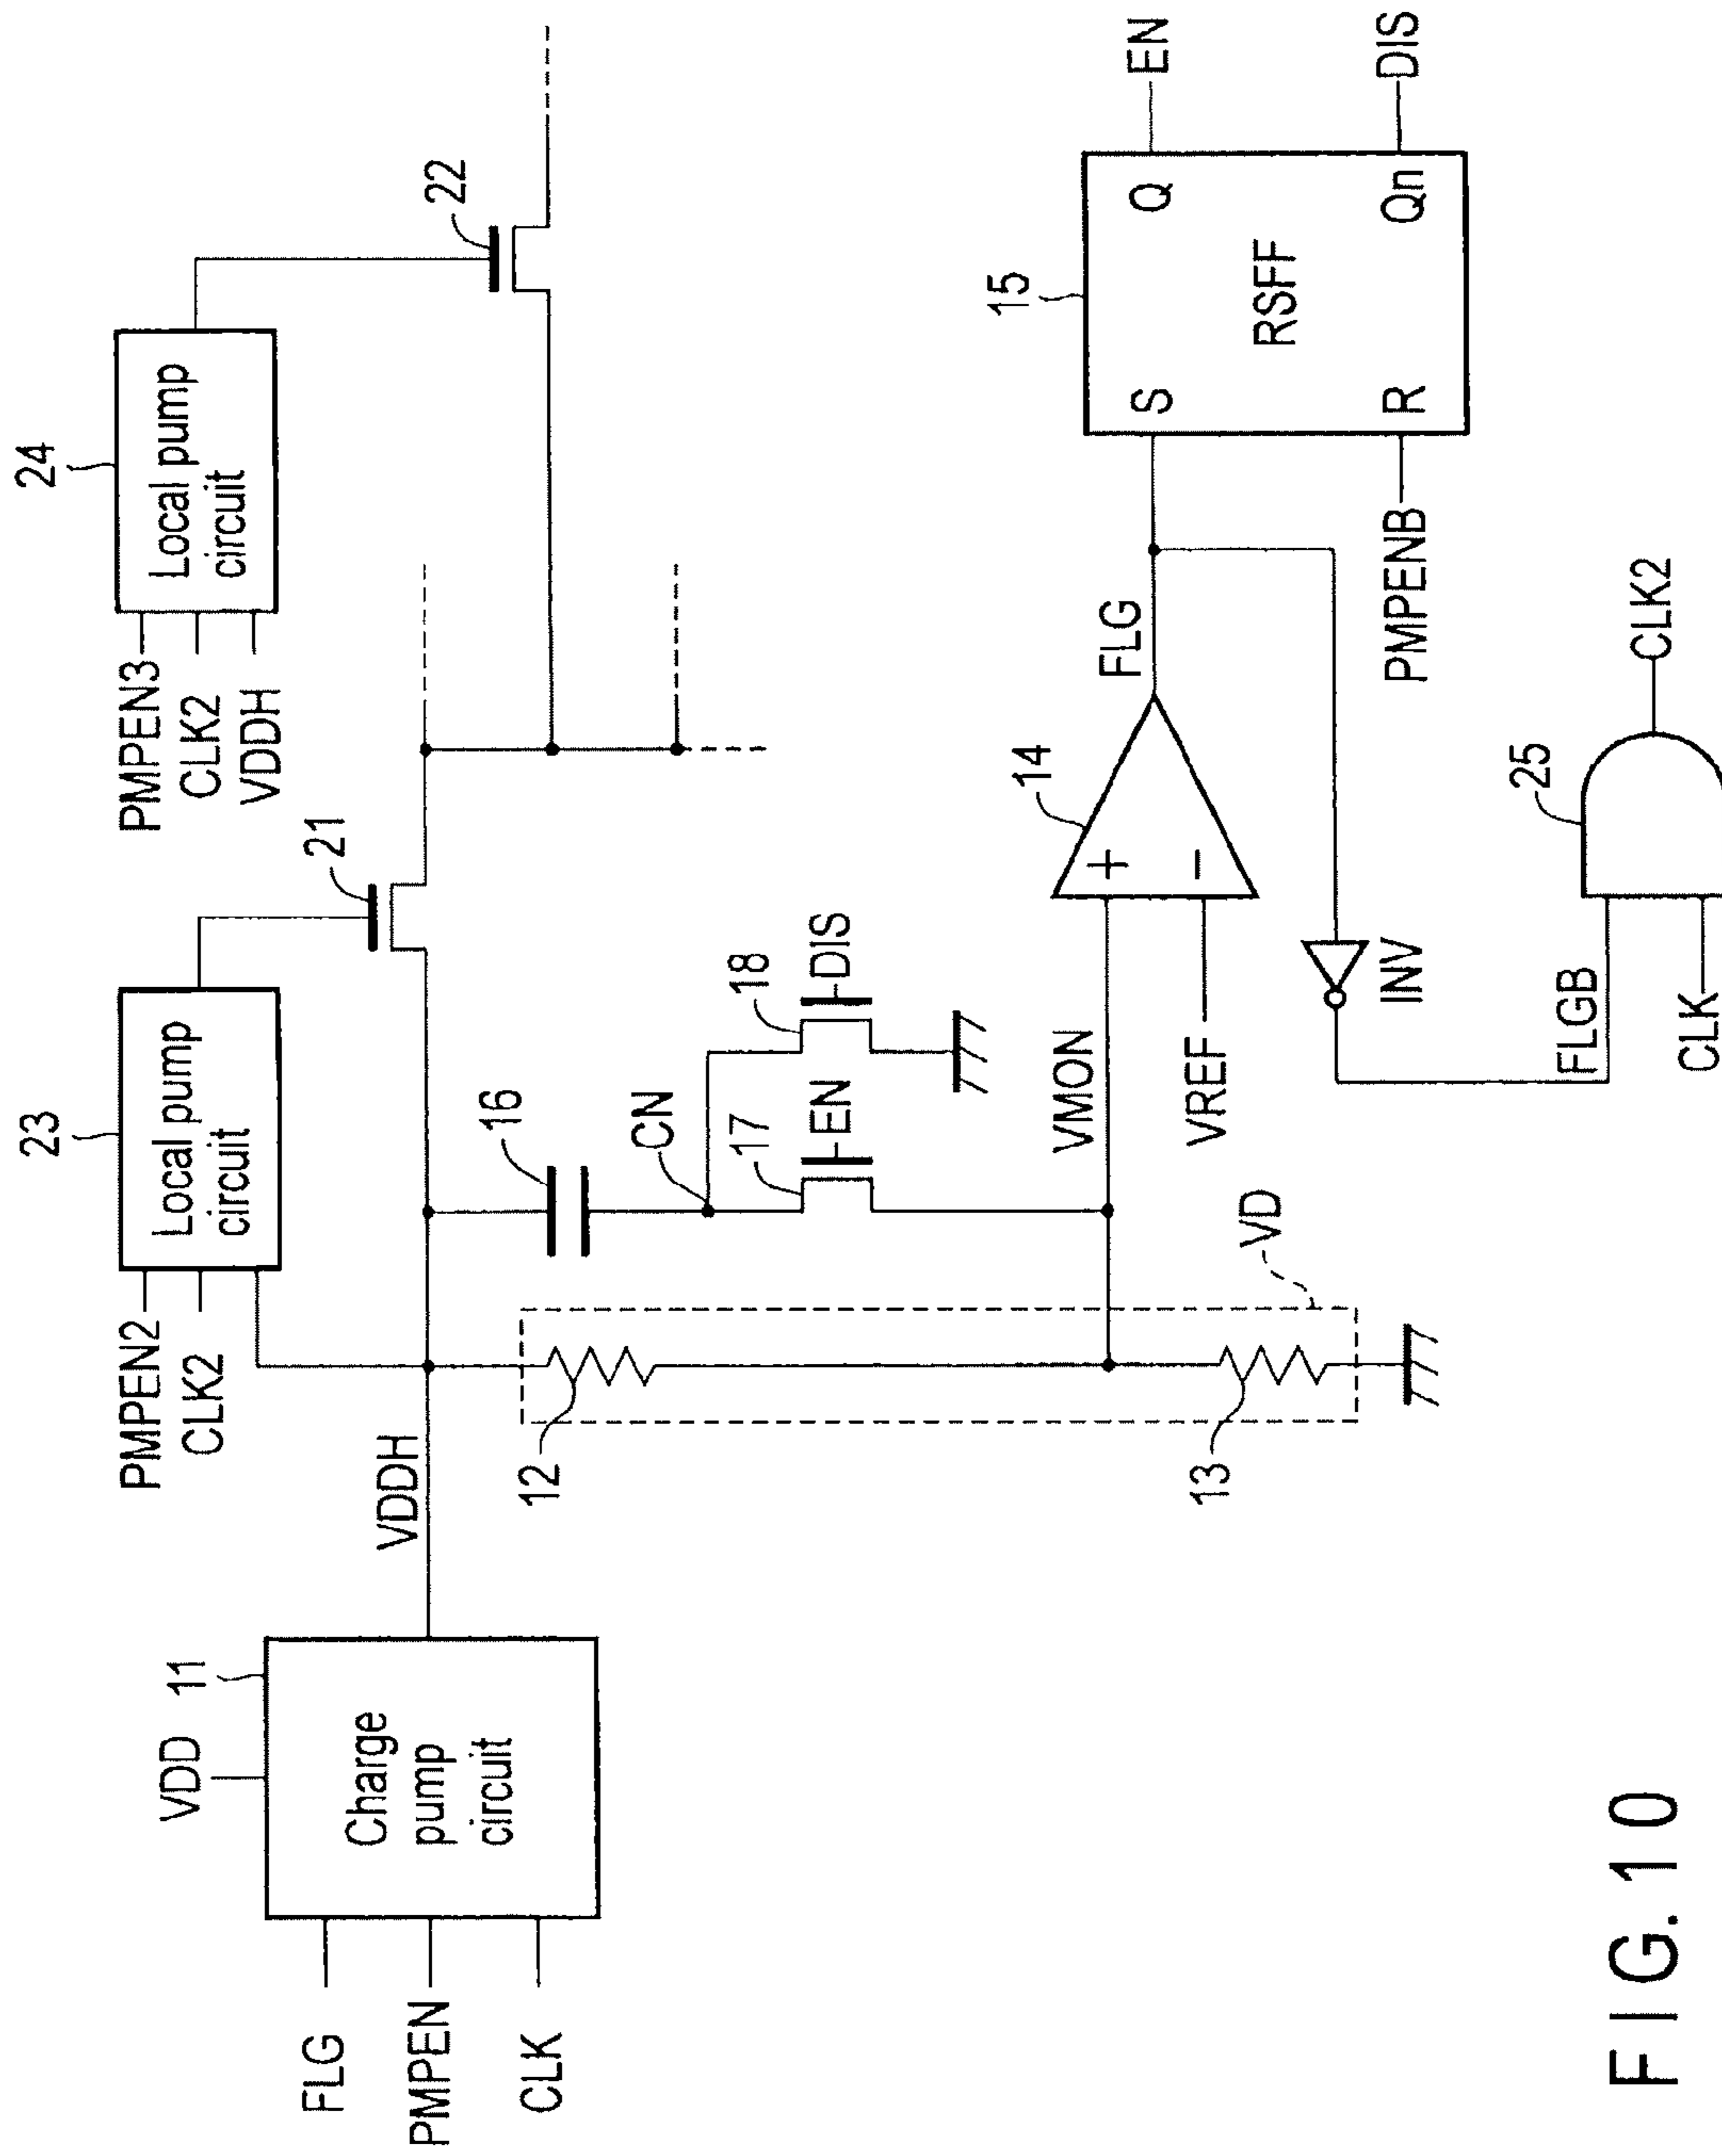 24
Local pump
circuit
PMPEN3
CLK2
VDDH
22
23
Local pump
circuit
PMPEN2
CLK2
21
VDD
11
Charge
pump
circuit
FLG
PMPEN
CLK
VDDH
16
CN
17
EN
18
DIS
12
13
VD
VMON
VREF
14
+
−
FLG
15
S
R
RSFF
Q
Qn
EN
DIS
PMPENB
INV
FLGB
CLK
25
CLK2
FIG. 10